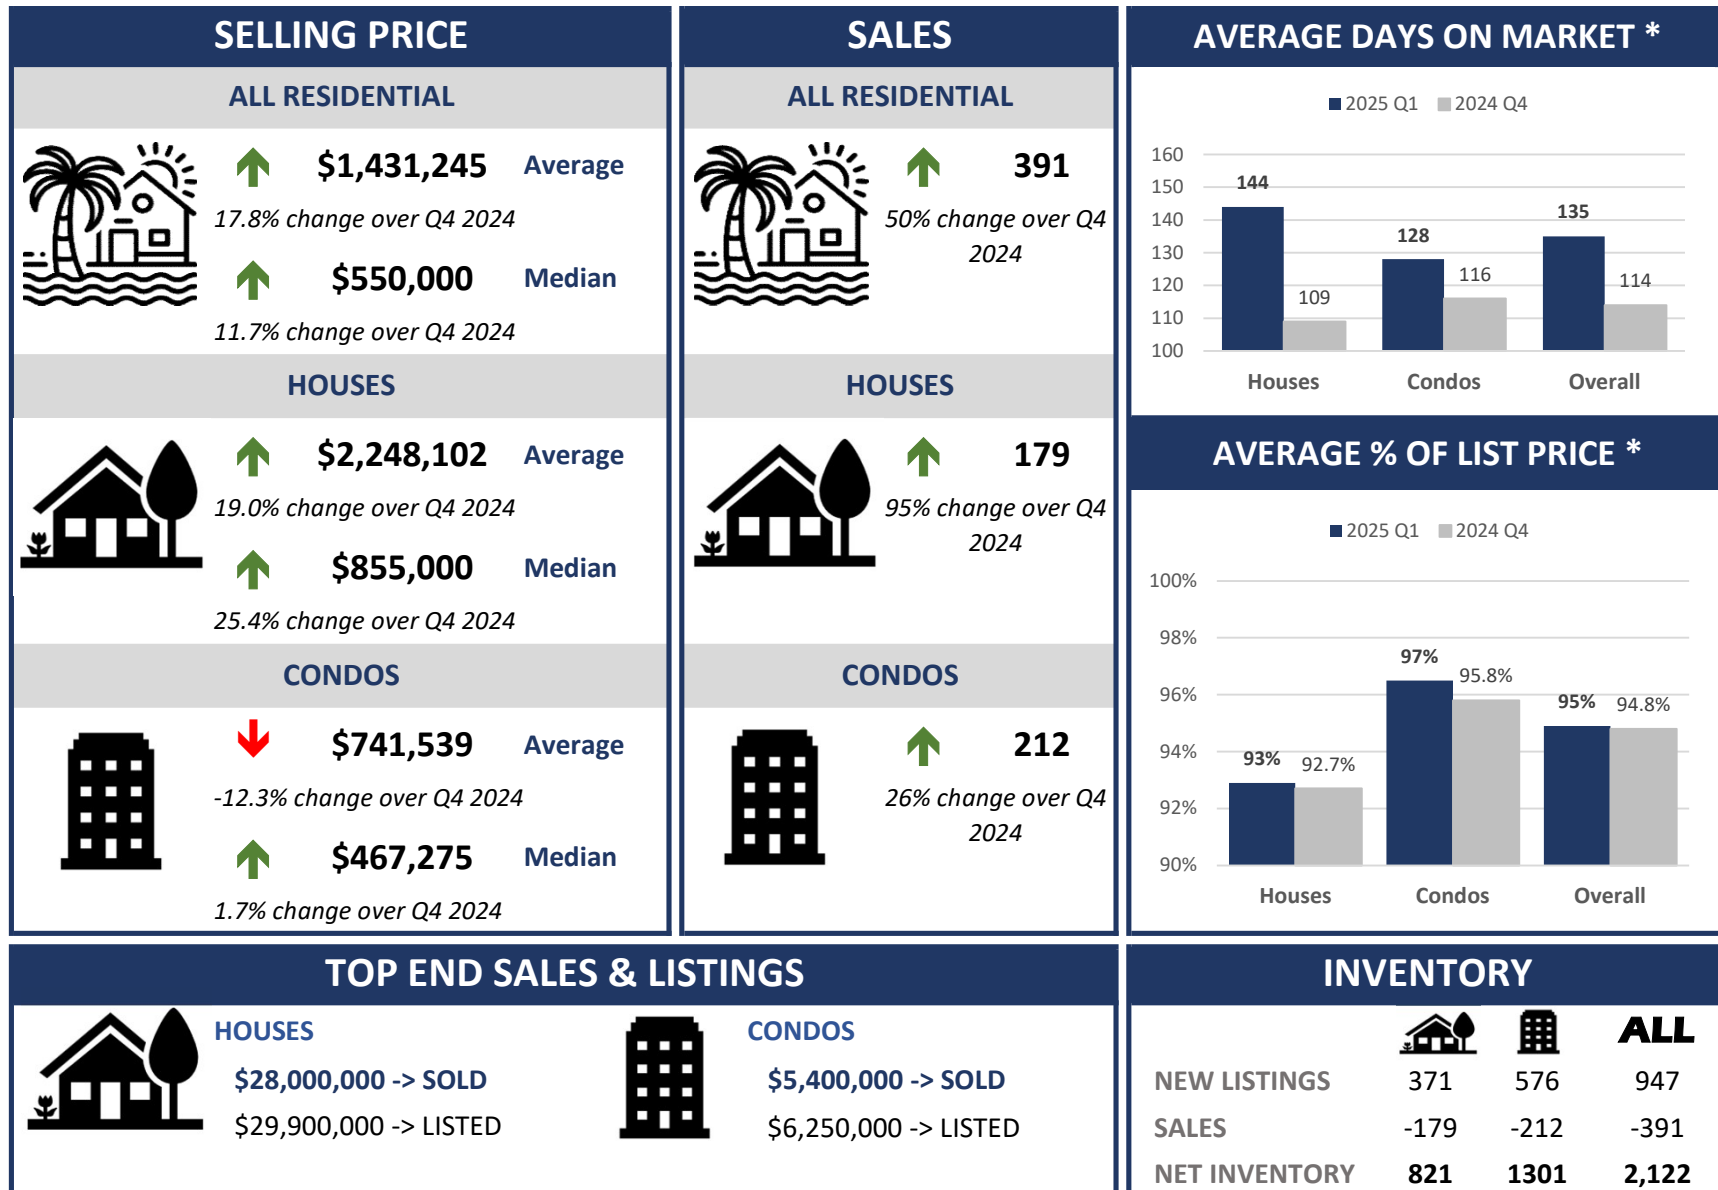 SELLING PRICE
ALL RESIDENTIAL
$1,431,245 Average
17.8% change over Q4 2024
$550,000 Median
11.7% change over Q4 2024
HOUSES
$2,248,102 Average
19.0% change over Q4 2024
$855,000 Median
25.4% change over Q4 2024
CONDOS
$741,539 Average
-12.3% change over Q4 2024
$467,275 Median
1.7% change over Q4 2024
SALES
ALL RESIDENTIAL
391
50% change over Q4
2024
HOUSES
179
95% change over Q4
2024
CONDOS
212
26% change over Q4
2024
AVERAGE DAYS ON MARKET *
2025 Q1 2024 Q4
160
150
140
130
120
110
100
144
109
128
116
135
114
Houses Condos Overall
AVERAGE % OF LIST PRICE *
2025 Q1 2024 Q4
100%
98%
96%
94%
92%
90%
93%
92.7%
97%
95.8%
95%
94.8%
Houses Condos Overall
TOP END SALES & LISTINGS
HOUSES
$28,000,000 -> SOLD
$29,900,000 -> LISTED
CONDOS
$5,400,000 -> SOLD
$6,250,000 -> LISTED
INVENTORY
ALL
NEW LISTINGS 371 576 947
SALES -179 -212 -391
NET INVENTORY 821 1301 2,122